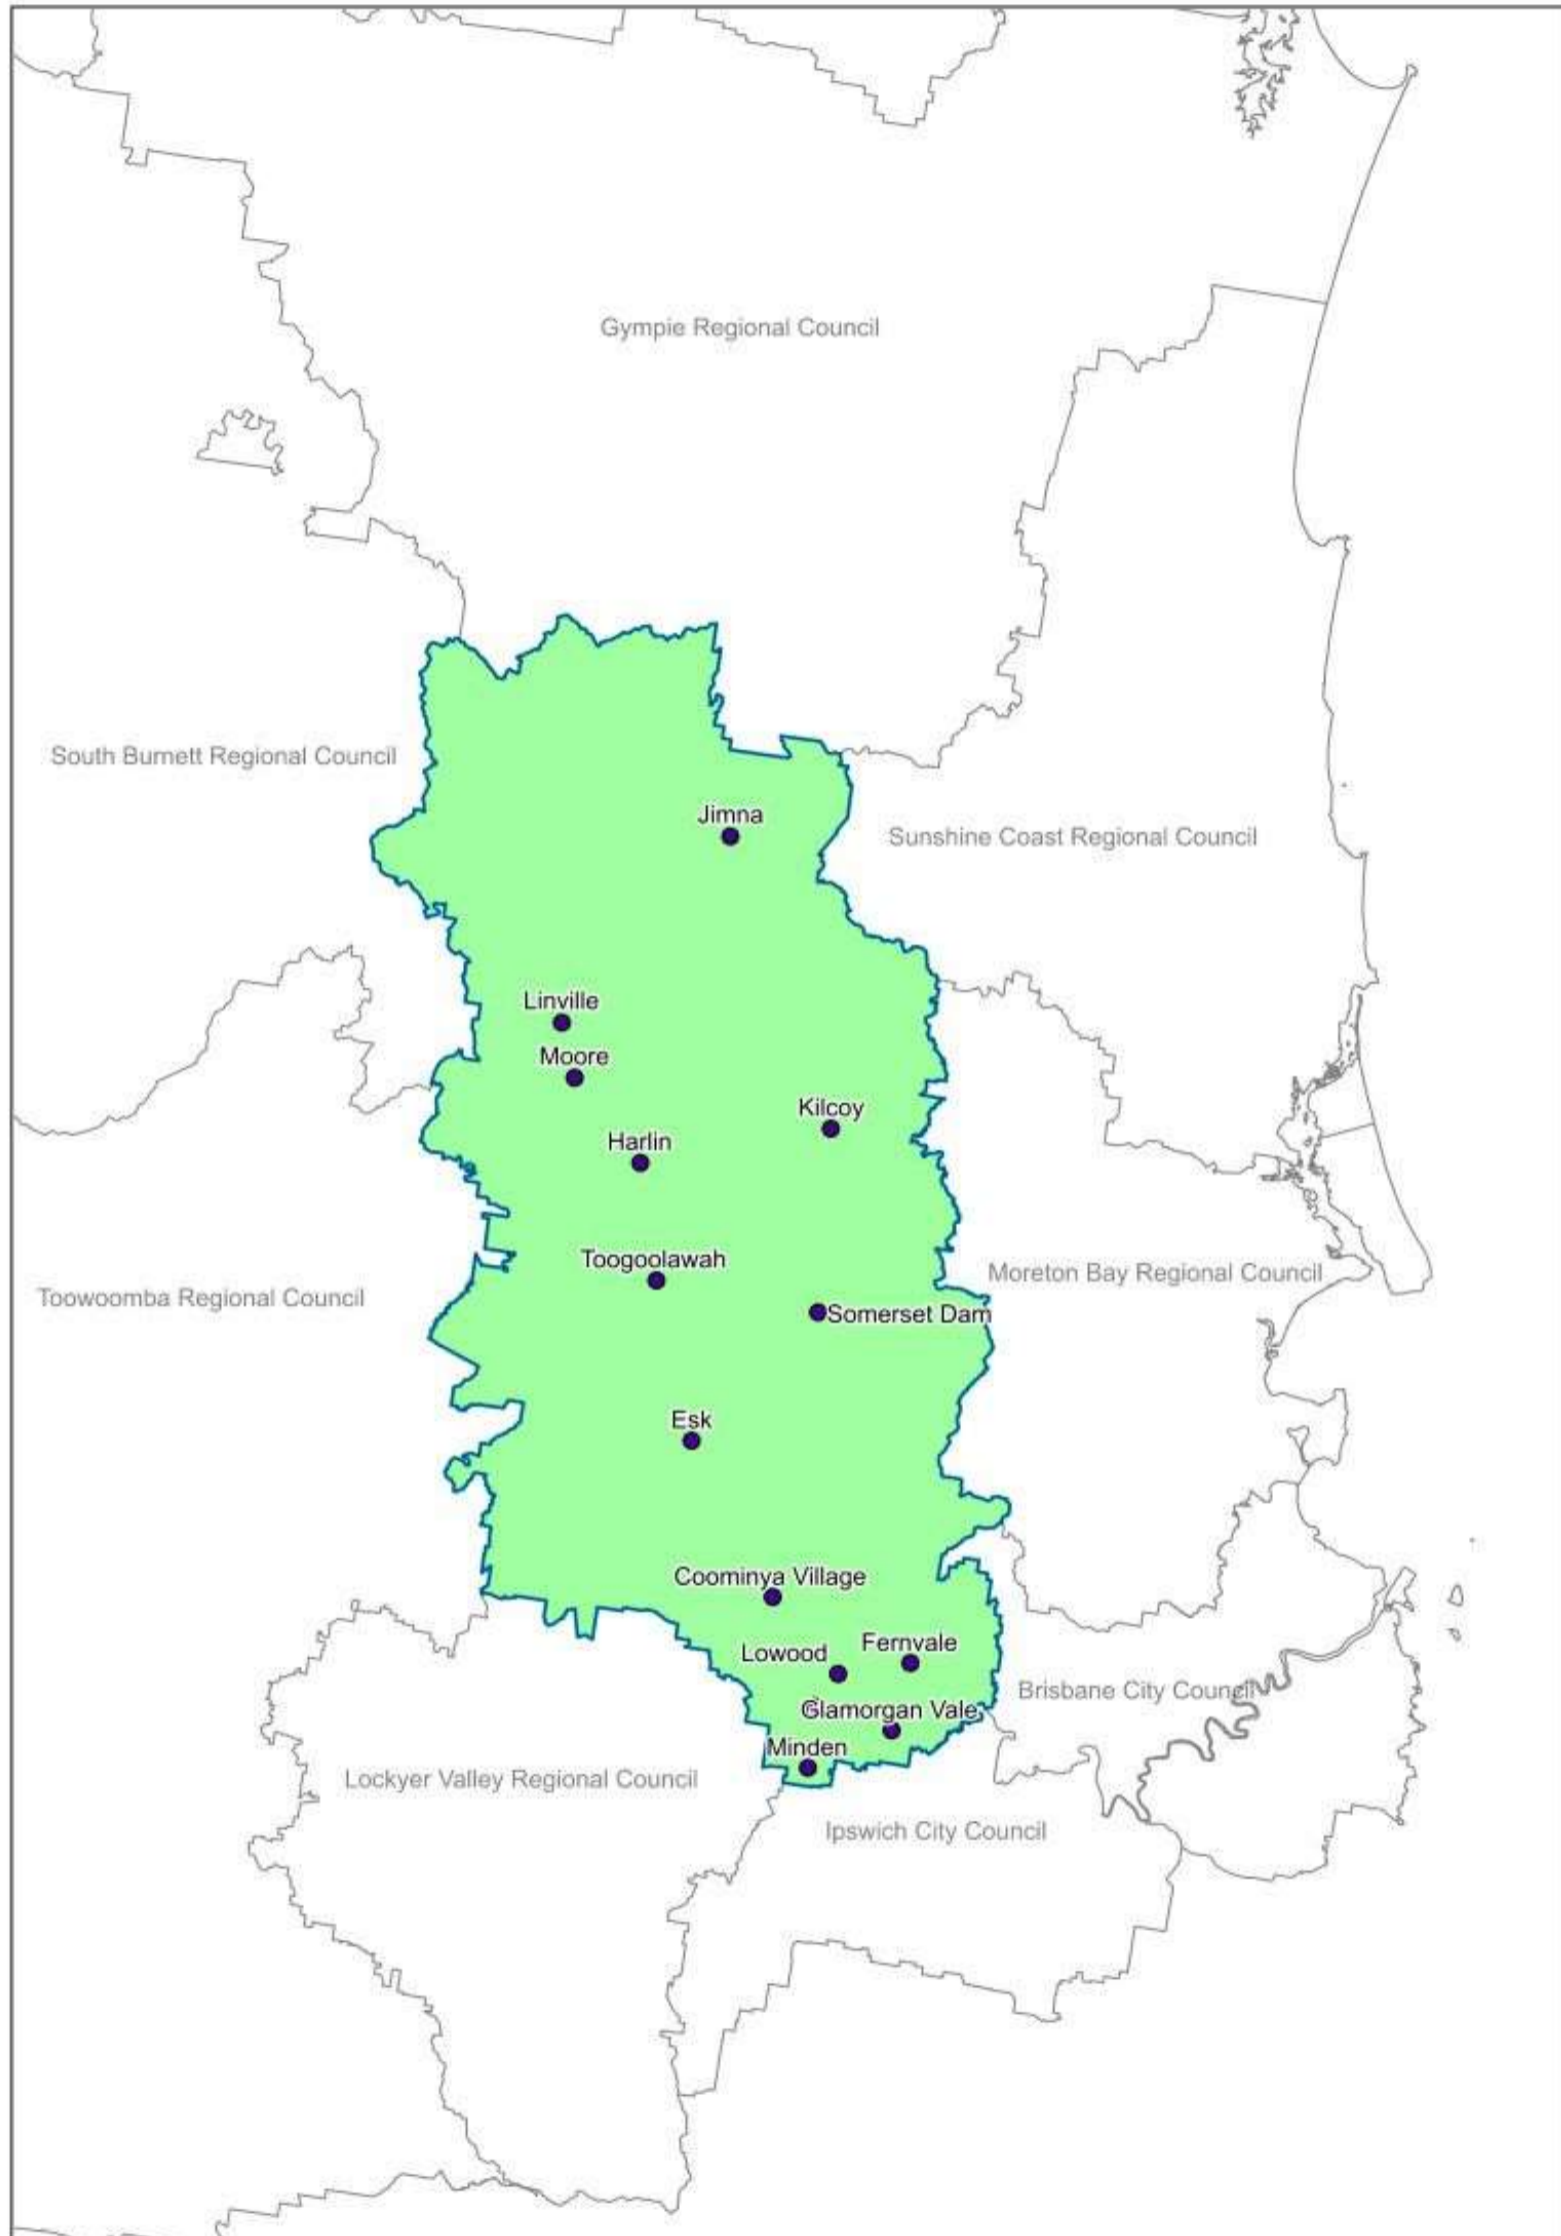 Gympie Regional Council
South Burnett Regional Council
Jimna
Sunshine Coast Regional Council
Linville
Moore
Kilcoy
Harlin
Toogoolawah
Moreton Bay Regional Council
Toowoomba Regional Council
Somerset Dam
Esk
Coominya Village
Fernvale
Lowood
Brisbane City Council
Glamorgan Vale
Minden
Lockyer Valley Regional Council
Ipswich City Council